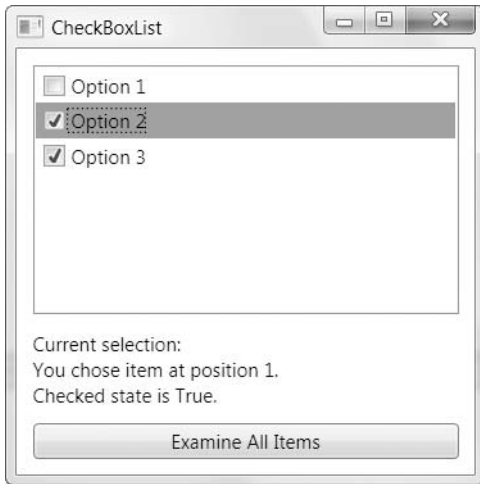 CheckBoxList
Option 1
Option 2
Option 3
Current selection:
You chose item at position 1.
Checked state is True.
Examine All Items